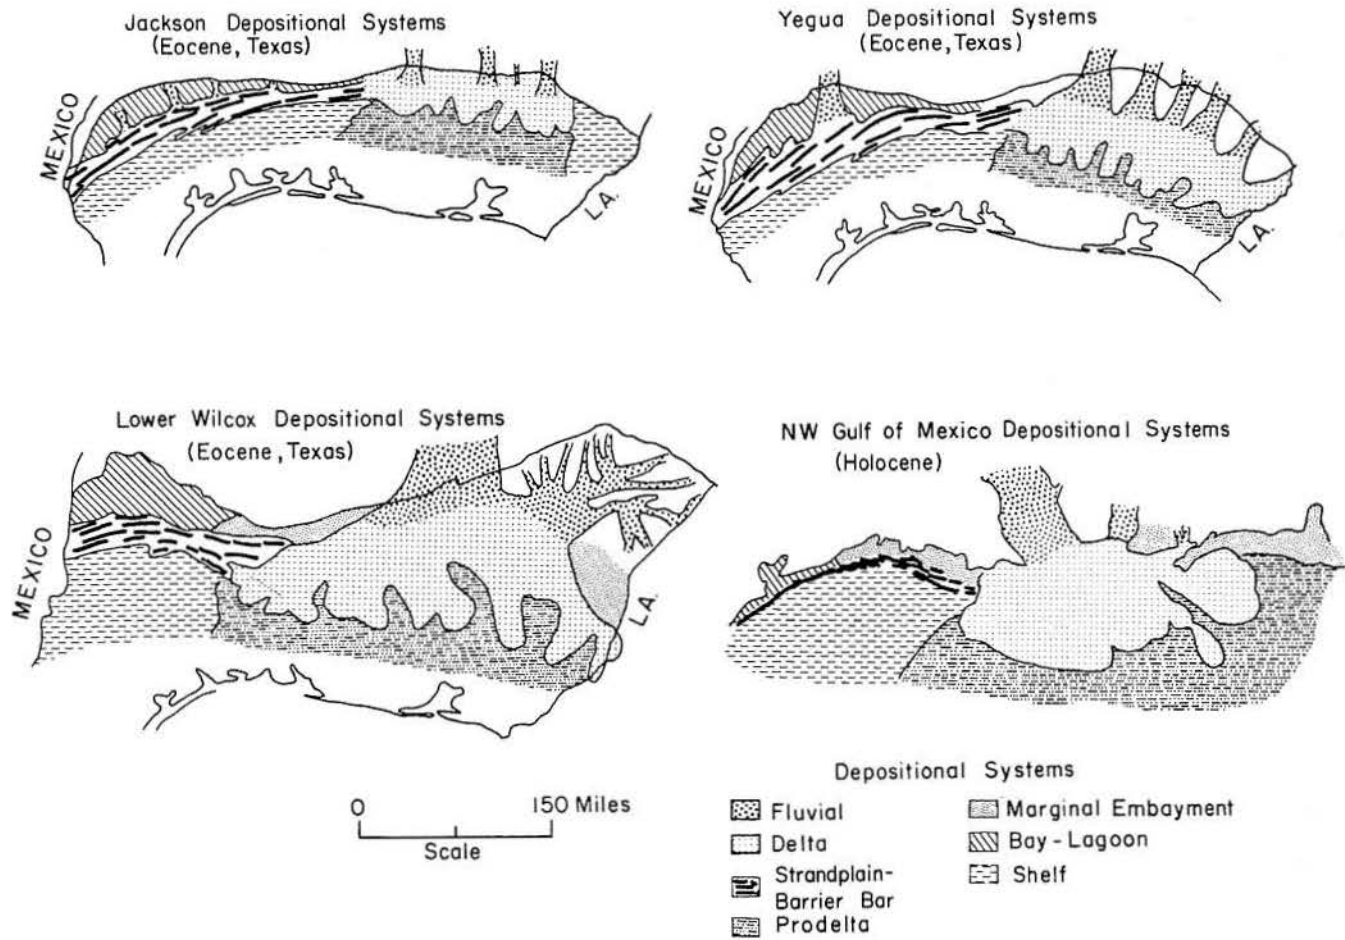 Jackson Depositional Systems
(Eocene, Texas)
MEXICO
LA.
Yegua Depositional Systems
(Eocene, Texas)
MEXICO
LA.
Lower Wilcox Depositional Systems
(Eocene, Texas)
MEXICO
LA.
NW Gulf of Mexico Depositional Systems
(Holocene)
0 150 Miles
Scale
Depositional Systems
Fluvial
Delta
Strandplain-
Barrier Bar
Prodelta
Marginal Embayment
Bay-Lagoon
Shelf